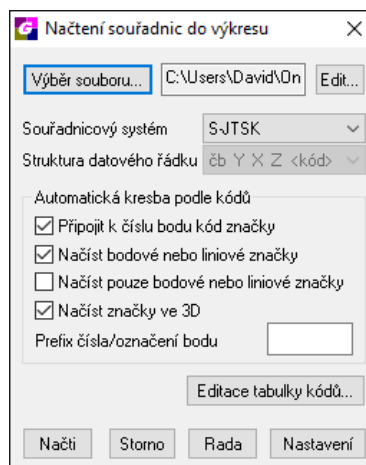 Načtení souřadnic do výkresu
Výběr souboru... C:\Users\David\On Edit...
Souřadnicový systém S-JTSK
Struktura datového řádku čb Y X Z <kód>
Automatická kresba podle kódů
Připojit k číslu bodu kód značky
Načíst bodové nebo liniové značky
Načíst pouze bodové nebo liniové značky
Načíst značky ve 3D
Prefix čísla/označení bodu
Editace tabulky kódů...
Načti Storno Rada Nastavení